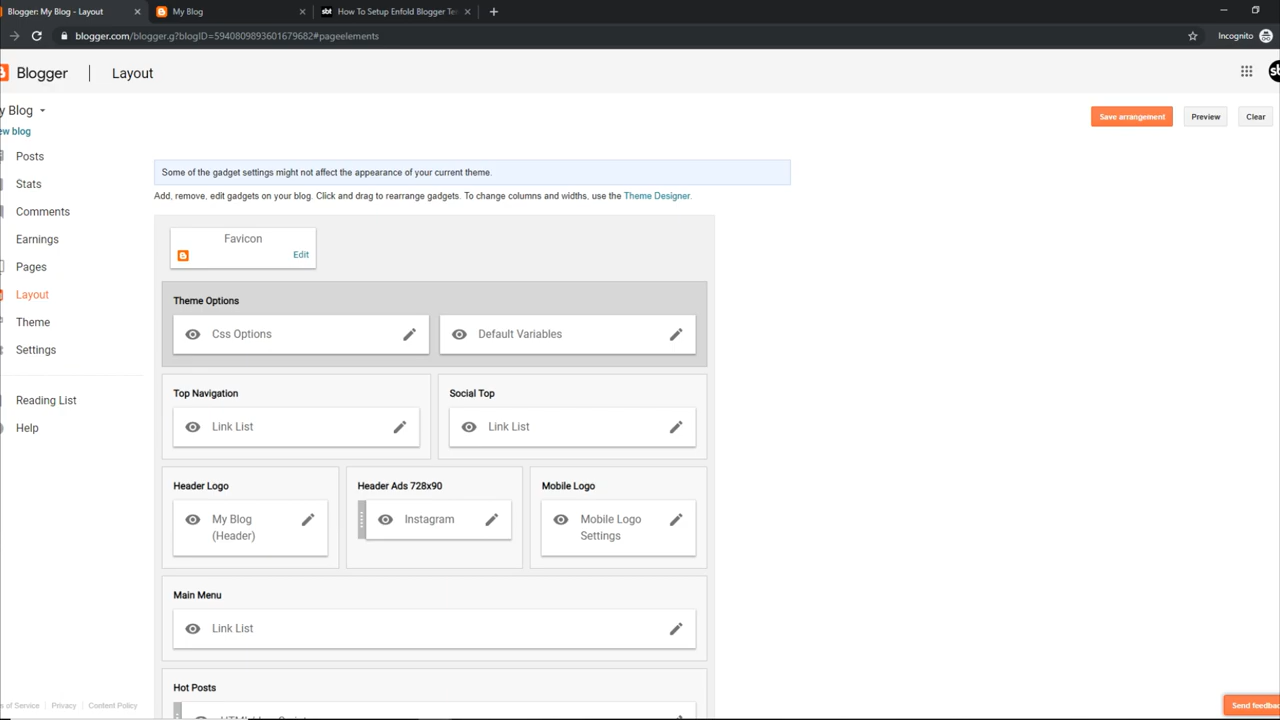 Blogger: My Blog - Layout
My Blog
sbt
How To Setup Enfold Blogger Te
blogger.com/blogger.g?blogID=5940809893601679682#pageelements
Incognito
Blogger
Layout
sb
y Blog
ew blog
Save arrangement
Preview
Clear
Posts
Stats
Comments
Earnings
Pages
Layout
Theme
Settings
Reading List
Help
Some of the gadget settings might not affect the appearance of your current theme.
Add, remove, edit gadgets on your blog. Click and drag to rearrange gadgets. To change columns and widths, use the Theme Designer.
Favicon
Edit
Theme Options
Css Options
Default Variables
Top Navigation
Link List
Social Top
Link List
Header Logo
My Blog
(Header)
Header Ads 728x90
Instagram
Mobile Logo
Mobile Logo
Settings
Main Menu
Link List
Hot Posts
s of Service
Privacy
Content Policy
Send feedba